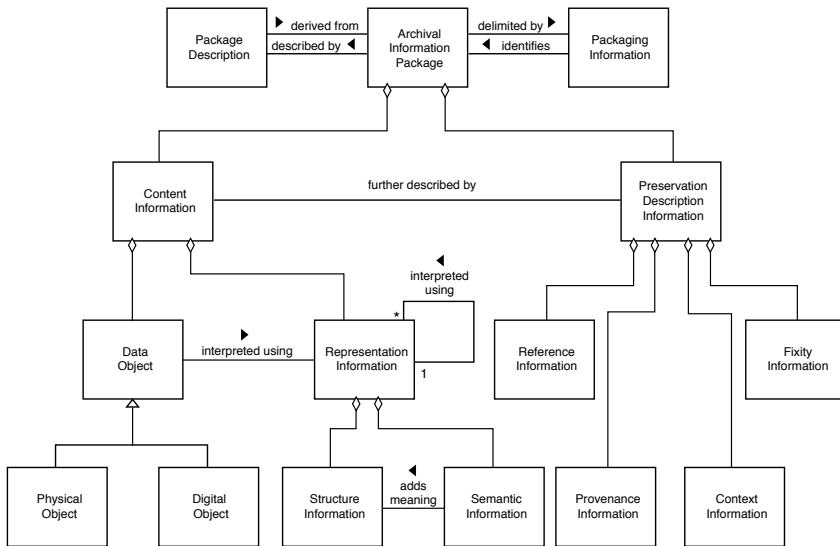 Package
Description
▶ derived from
described by ◀
Archival
Information
Package
delimited by ▶
◀ identifies
Packaging
Information
Content
Information
further described by
Preservation
Description
Information
◀
interpreted
using
*
1
Data
Object
▶
interpreted using
Representation
Information
Reference
Information
Fixity
Information
Physical
Object
Digital
Object
Structure
Information
◀
adds
meaning
Semantic
Information
Provenance
Information
Context
Information